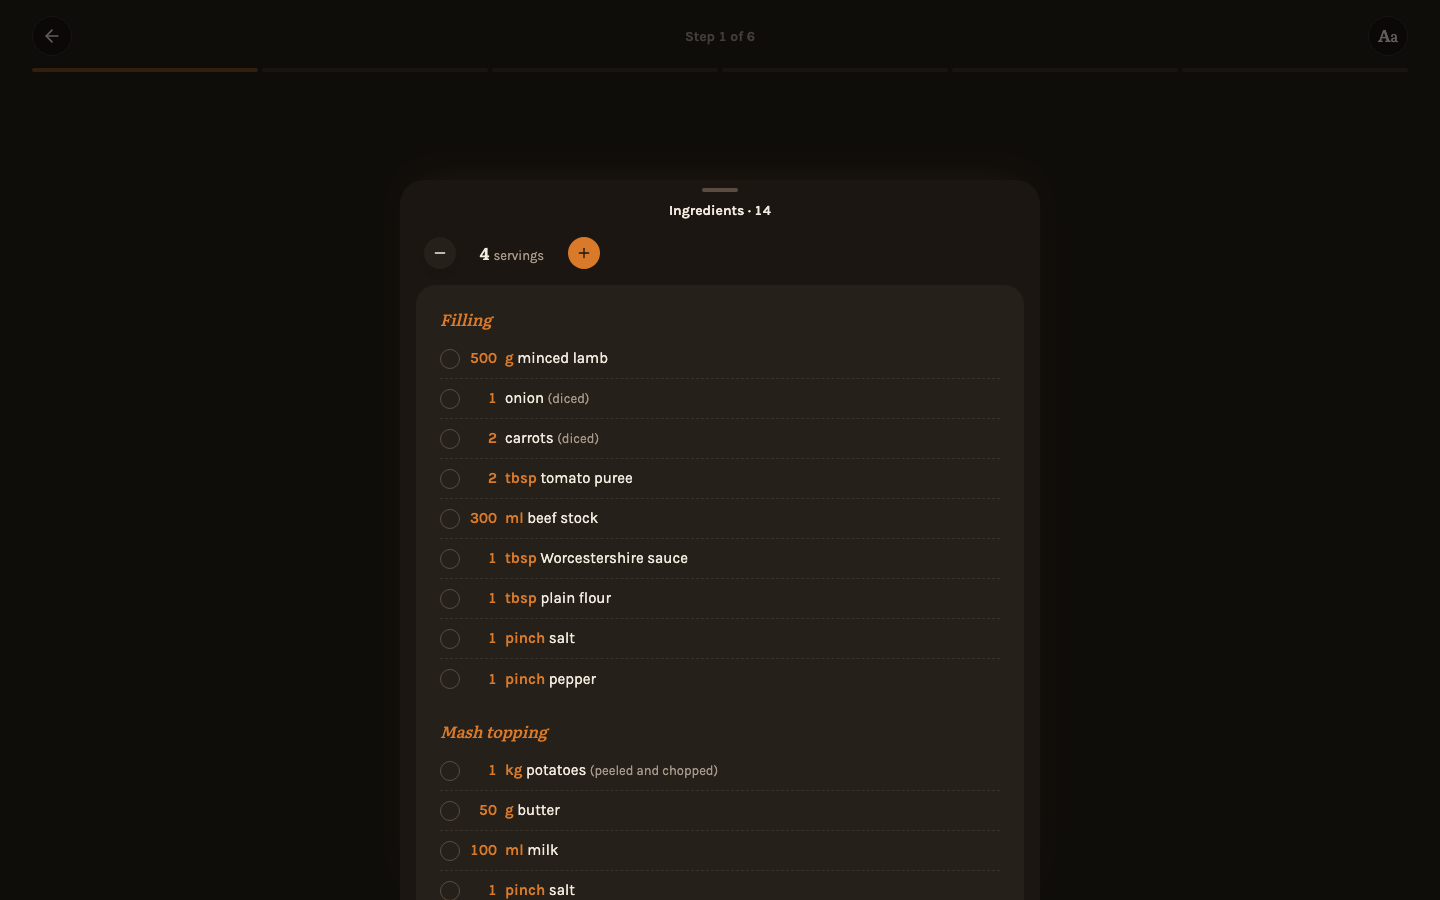 Step 1 of 6
Aa
Ingredients · 14
4 servings
Filling
500 g minced lamb
1 onion (diced)
2 carrots (diced)
2 tbsp tomato puree
300 ml beef stock
1 tbsp Worcestershire sauce
1 tbsp plain flour
1 pinch salt
1 pinch pepper
Mash topping
1 kg potatoes (peeled and chopped)
50 g butter
100 ml milk
1 pinch salt